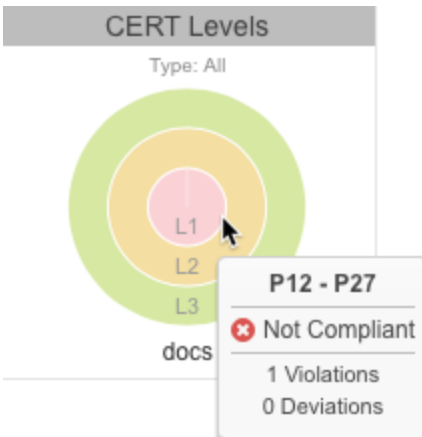 CERT Levels
Type: All
L1
L2
L3
docs
P12 - P27
Not Compliant
1 Violations
0 Deviations